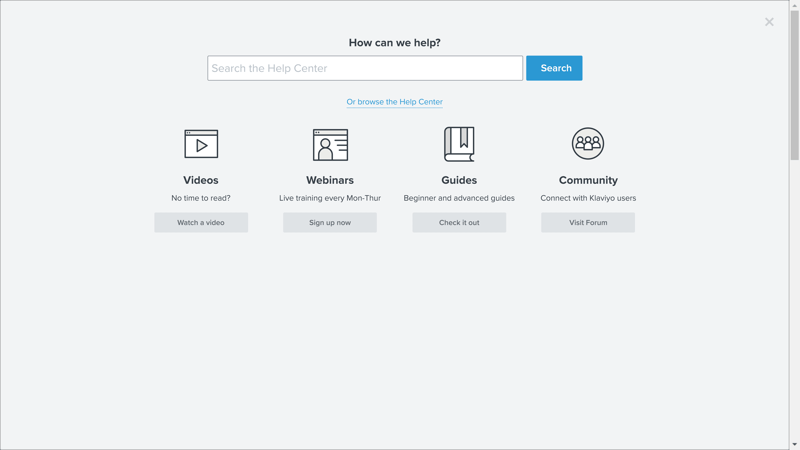 How can we help?
Search the Help Center
Search
Or browse the Help Center
Videos
No time to read?
Watch a video
Webinars
Live training every Mon-Thur
Sign up now
Guides
Beginner and advanced guides
Check it out
Community
Connect with Klaviyo users
Visit Forum